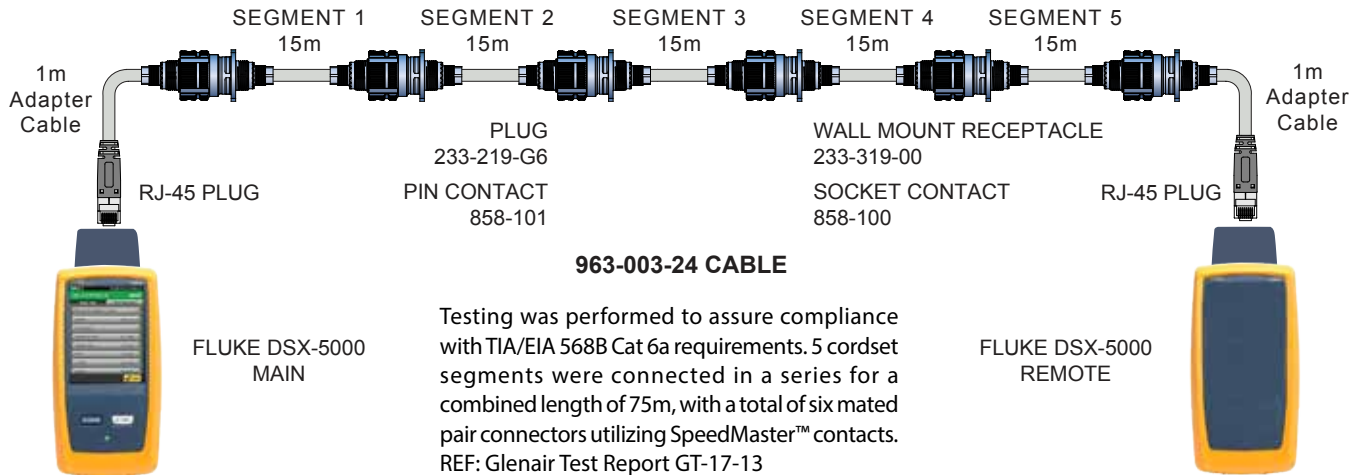 SEGMENT 1
15m
SEGMENT 2
15m
SEGMENT 3
15m
SEGMENT 4
15m
SEGMENT 5
15m
1m
Adapter
Cable
1m
Adapter
Cable
PLUG
233-219-G6
WALL MOUNT RECEPTACLE
233-319-00
RJ-45 PLUG
PIN CONTACT
858-101
SOCKET CONTACT
858-100
RJ-45 PLUG
963-003-24 CABLE
Testing was performed to assure compliance
with TIA/EIA 568B Cat 6a requirements. 5 cordset
segments were connected in a series for a
combined length of 75m, with a total of six mated
pair connectors utilizing SpeedMaster™ contacts.
REF: Glenair Test Report GT-17-13
FLUKE DSX-5000
MAIN
FLUKE DSX-5000
REMOTE